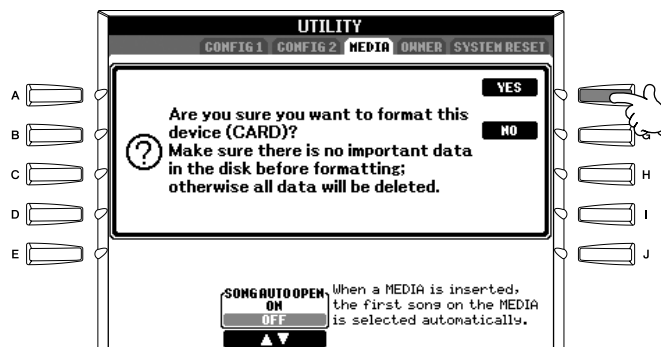 UTILITY
CONFIG 1 CONFIG 2 MEDIA OWNER SYSTEM RESET
YES
NO
Are you sure you want to format this
device (CARD)?
Make sure there is no important data
in the disk before formatting;
otherwise all data will be deleted.
A
B
C
D
E
G
H
I
J
SONG AUTO OPEN
ON
OFF
When a MEDIA is inserted,
the first song on the MEDIA
is selected automatically.